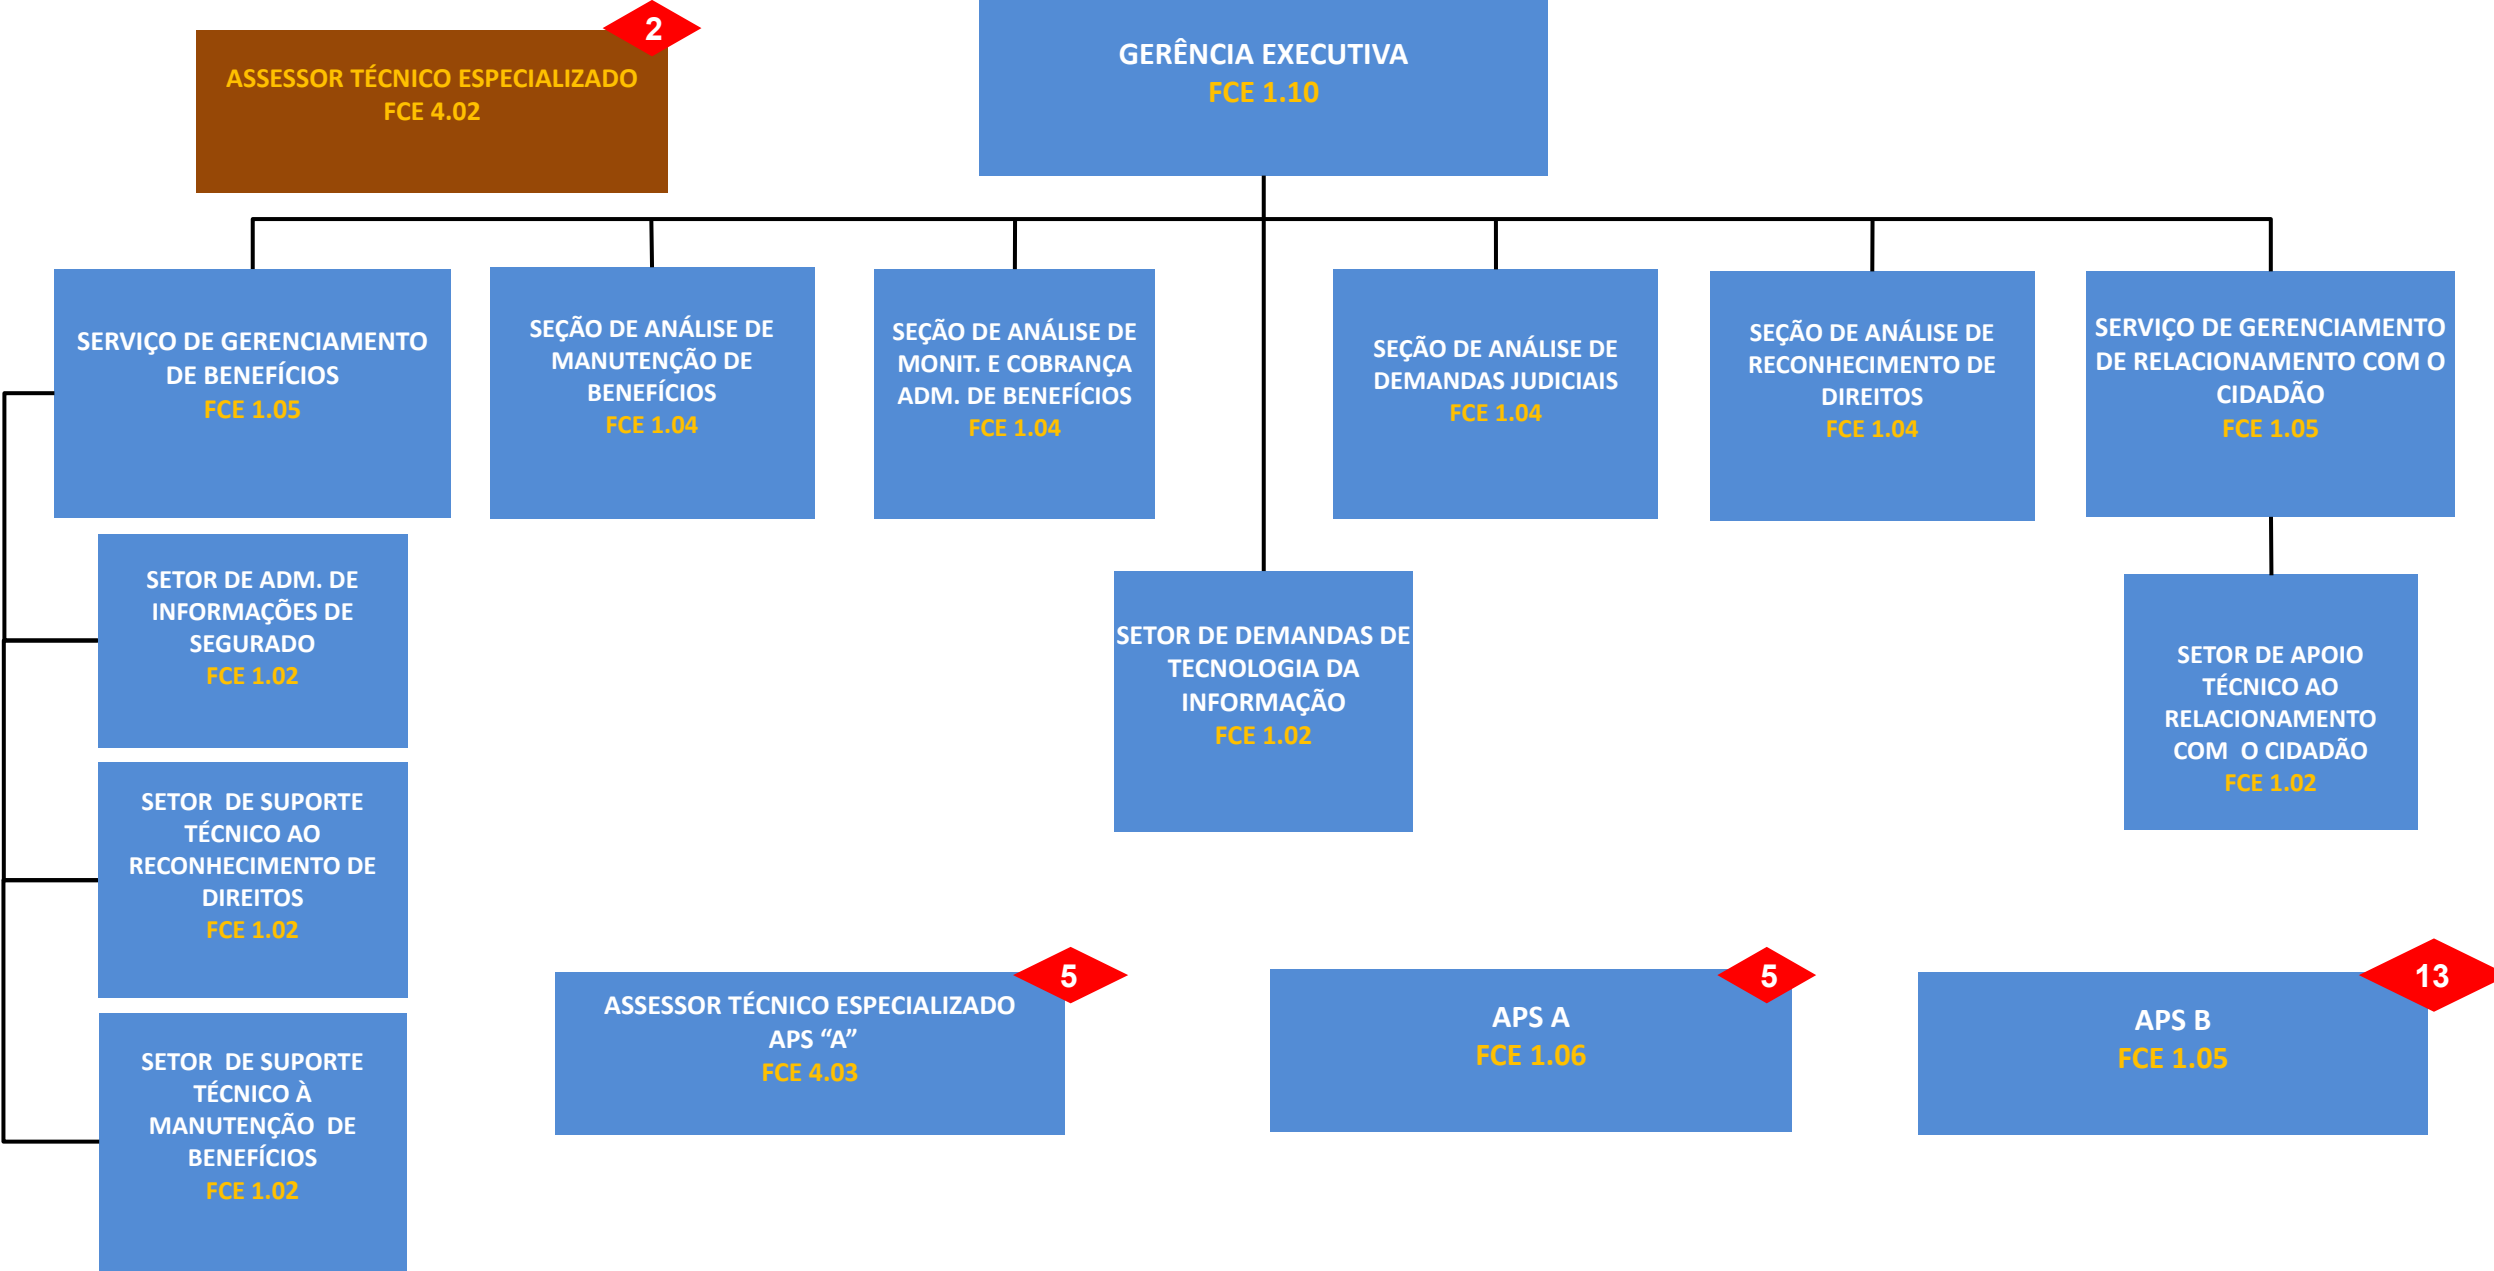 2
ASSESSOR TÉCNICO ESPECIALIZADO
FCE 4.02
GERÊNCIA EXECUTIVA
FCE 1.10
SERVIÇO DE GERENCIAMENTO
DE BENEFÍCIOS
FCE 1.05
SEÇÃO DE ANÁLISE DE
MANUTENÇÃO DE
BENEFÍCIOS
FCE 1.04
SEÇÃO DE ANÁLISE DE
MONIT. E COBRANÇA
ADM. DE BENEFÍCIOS
FCE 1.04
SEÇÃO DE ANÁLISE DE
DEMANDAS JUDICIAIS
FCE 1.04
SEÇÃO DE ANÁLISE DE
RECONHECIMENTO DE
DIREITOS
FCE 1.04
SERVIÇO DE GERENCIAMENTO
DE RELACIONAMENTO COM O
CIDADÃO
FCE 1.05
SETOR DE ADM. DE
INFORMAÇÕES DE
SEGURADO
FCE 1.02
SETOR DE DEMANDAS DE
TECNOLOGIA DA
INFORMAÇÃO
FCE 1.02
SETOR DE APOIO
TÉCNICO AO
RELACIONAMENTO
COM O CIDADÃO
FCE 1.02
SETOR DE SUPORTE
TÉCNICO AO
RECONHECIMENTO DE
DIREITOS
FCE 1.02
SETOR DE SUPORTE
TÉCNICO À
MANUTENÇÃO DE
BENEFÍCIOS
FCE 1.02
5
ASSESSOR TÉCNICO ESPECIALIZADO
APS “A”
FCE 4.03
5
APS A
FCE 1.06
13
APS B
FCE 1.05